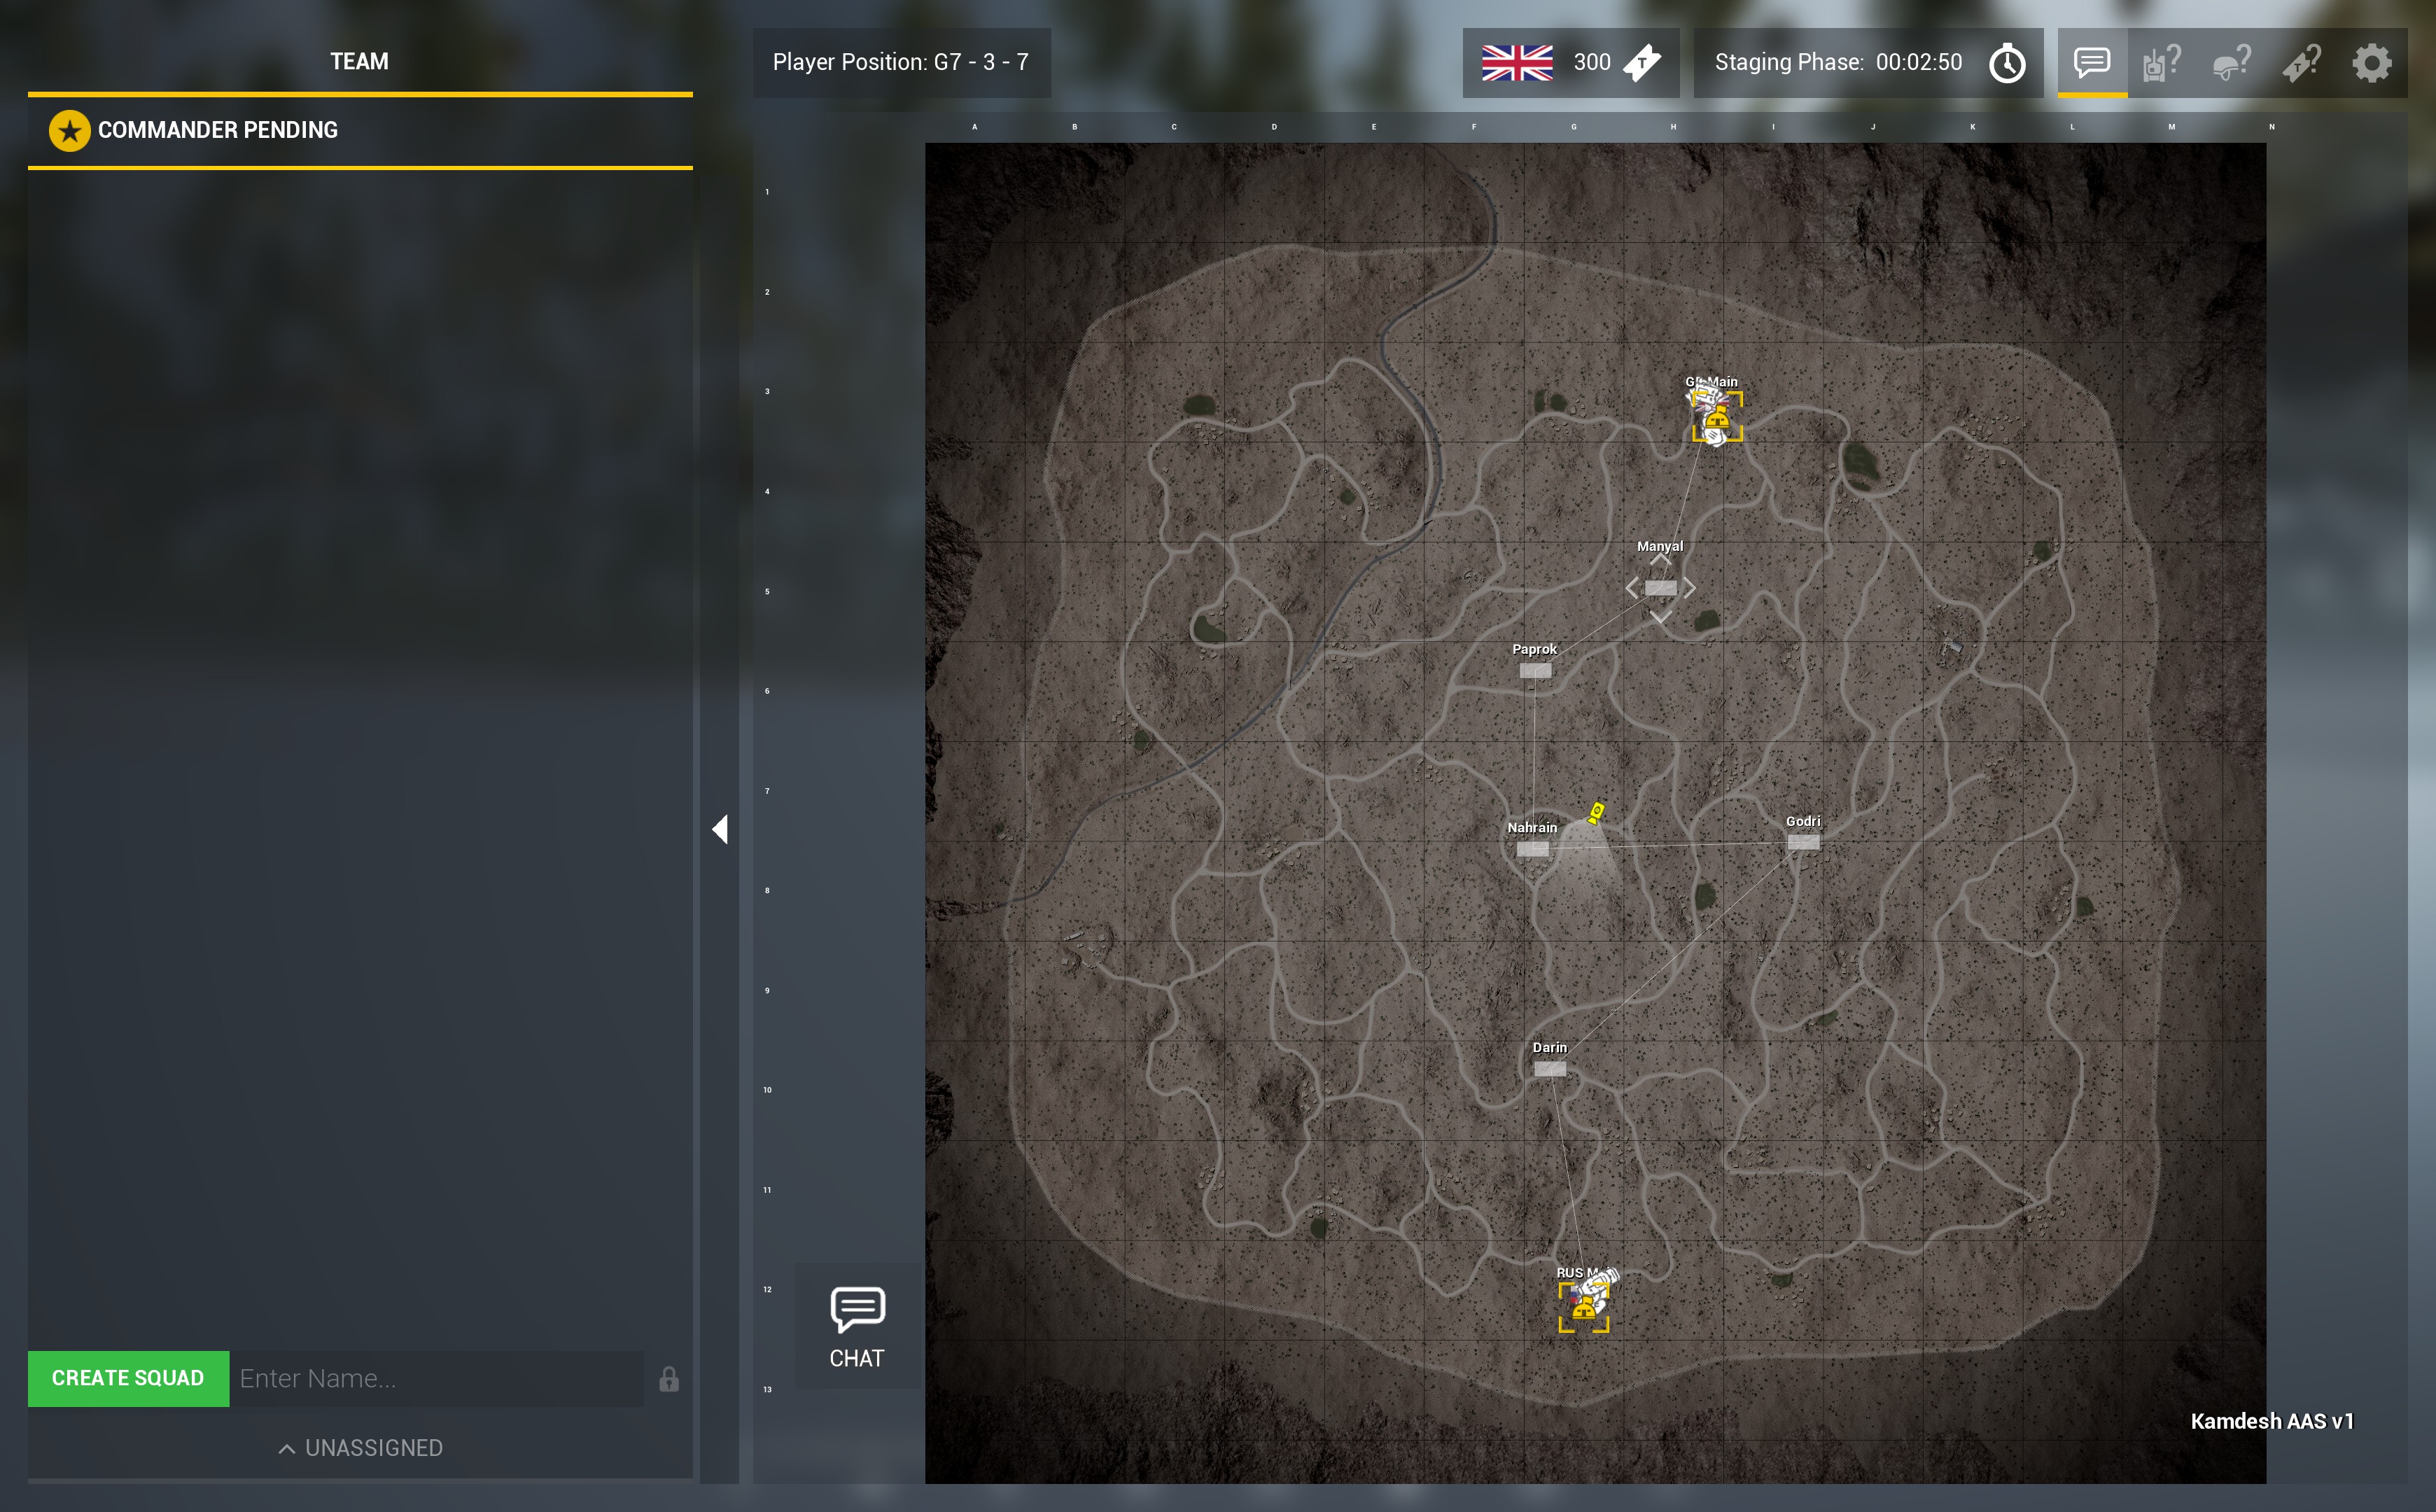 TEAM
Player Position: G7 - 3 - 7
300
Staging Phase: 00:02:50
COMMANDER PENDING
A B C D E F G H I J K L M N
1
2
3
Main
4
Manyal
5
Paprok
6
7
Nahrain
Godri
8
9
Darin
10
11
RUS
12
CHAT
CREATE SQUAD
Enter Name...
13
Kamdesh AAS v1
UNASSIGNED